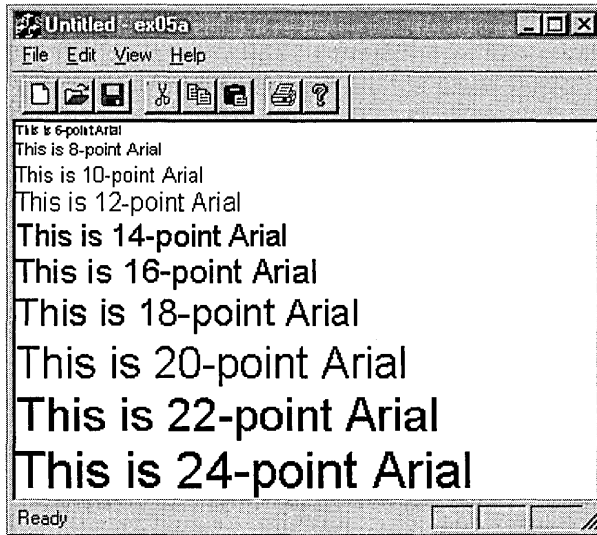 Untitled - ex05a
File Edit View Help
This is 6-point Arial
This is 8-point Arial
This is 10-point Arial
This is 12-point Arial
This is 14-point Arial
This is 16-point Arial
This is 18-point Arial
This is 20-point Arial
This is 22-point Arial
This is 24-point Arial
Ready